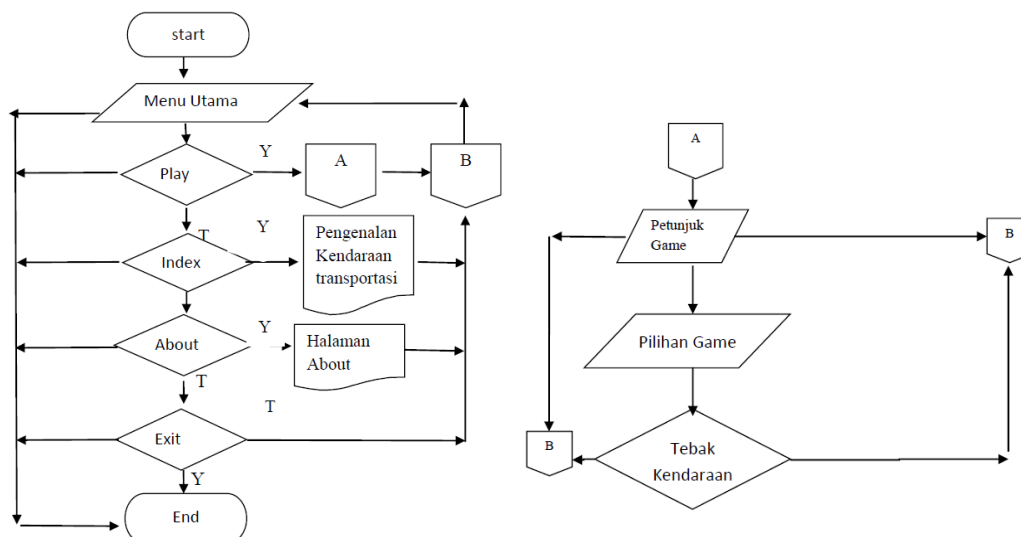 start
Menu Utama
Y
A
B
Play
T
Y
Pengenalan
Kendaraan
transportasi
Index
Y
About
Halaman
About
T
T
Exit
Y
End
A
Petunjuk
Game
B
Pilihan Game
B
Tebak
Kendaraan